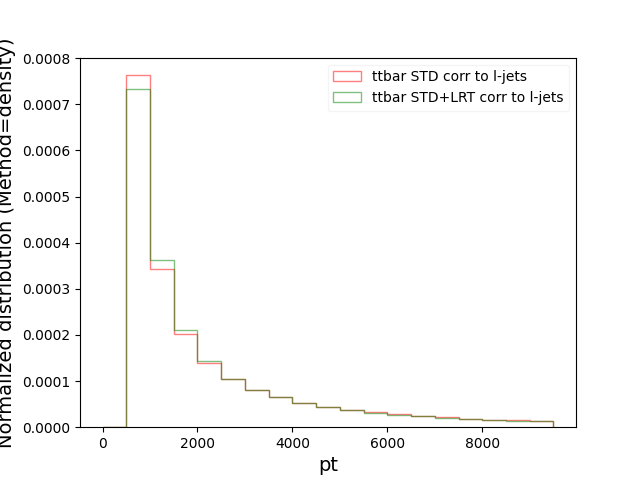 Normalized distribution (Method=density)
0.0008
0.0007
0.0006
0.0005
0.0004
0.0003
0.0002
0.0001
0.0000
ttbar STD corr to l-jets
ttbar STD+LRT corr to l-jets
0 2000 4000 6000 8000
pt